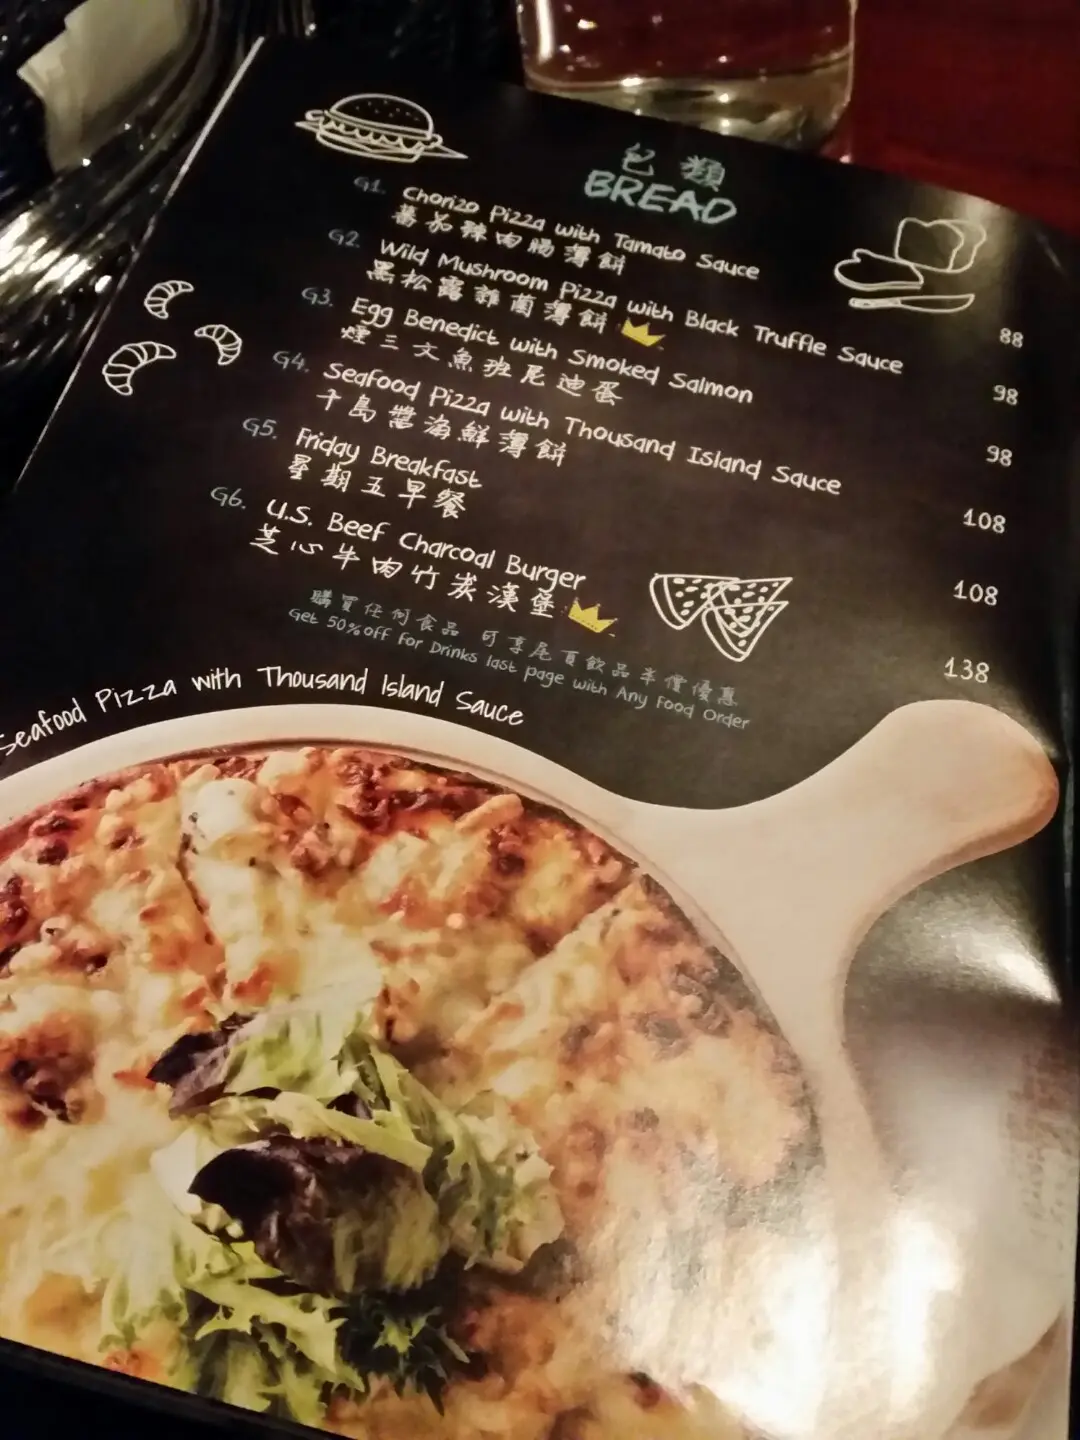 包類
BREAD
G1. Chorizo Pizza with Tamato Sauce 88
蕃茄辣肉腸薄餅
G2. Wild Mushroom Pizza with Black Truffle Sauce 98
黑松露雜菌薄餅
G3. Egg Benedict with Smoked Salmon 98
煙三文魚班尼迪蛋
G4. Seafood Pizza with Thousand Island Sauce 108
千島醬海鮮薄餅
G5. Friday Breakfast 108
星期五早餐
G6. U.S. Beef Charcoal Burger 138
芝心牛肉竹炭漢堡
購買任何食品 可享尾頁飲品半價優惠
Get 50%off for Drinks last page with Any Food Order
Seafood Pizza with Thousand Island Sauce